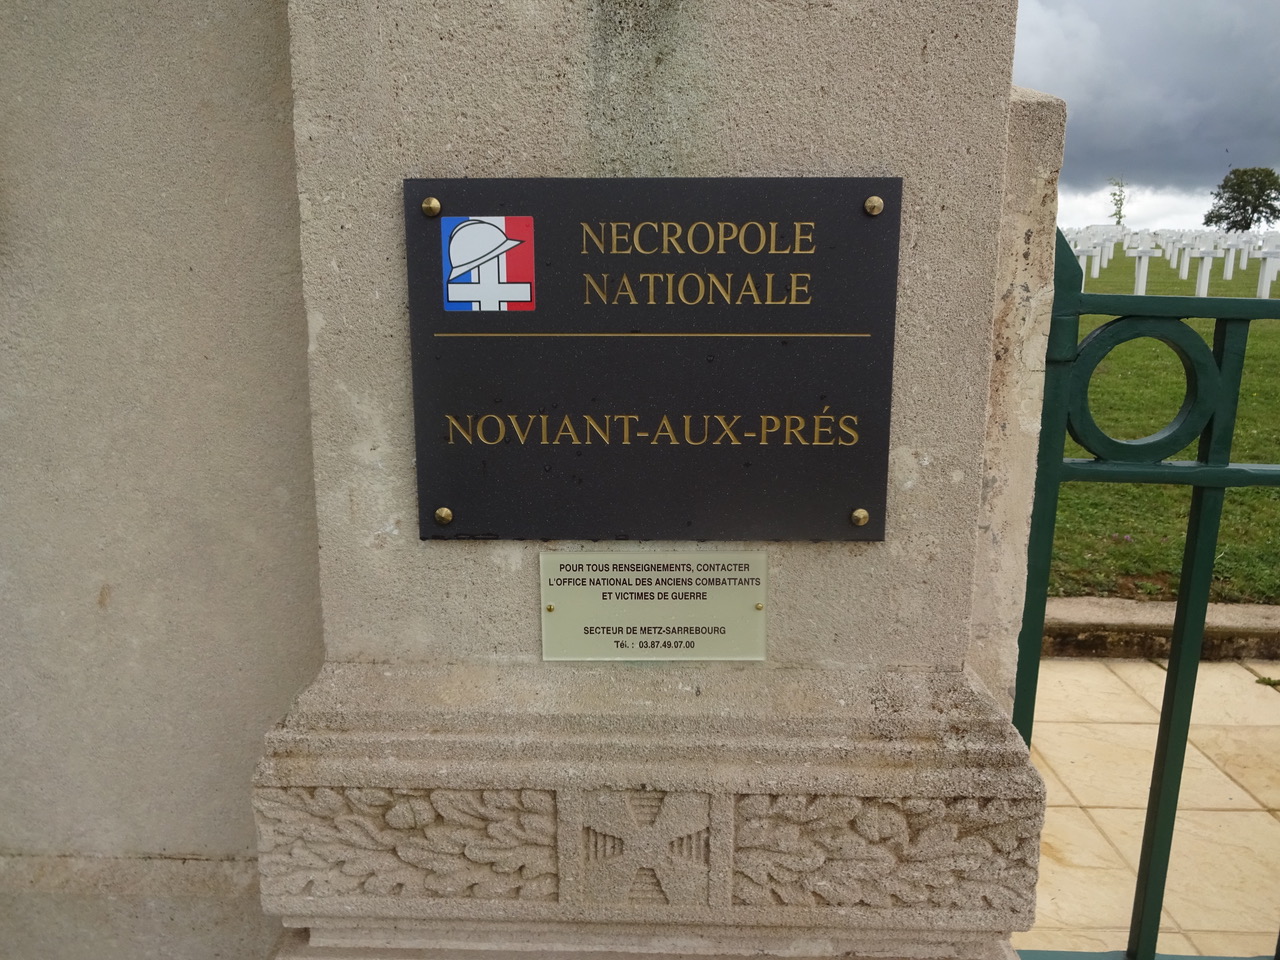 NECROPOLE
NATIONALE
NOVIANT-AUX-PRÉS
POUR TOUS RENSEIGNEMENTS, CONTACTER
L'OFFICE NATIONAL DES ANCIENS COMBATTANTS
ET VICTIMES DE GUERRE
SECTEUR DE METZ-SARREBOURG
Tél. : 03.87.49.07.00